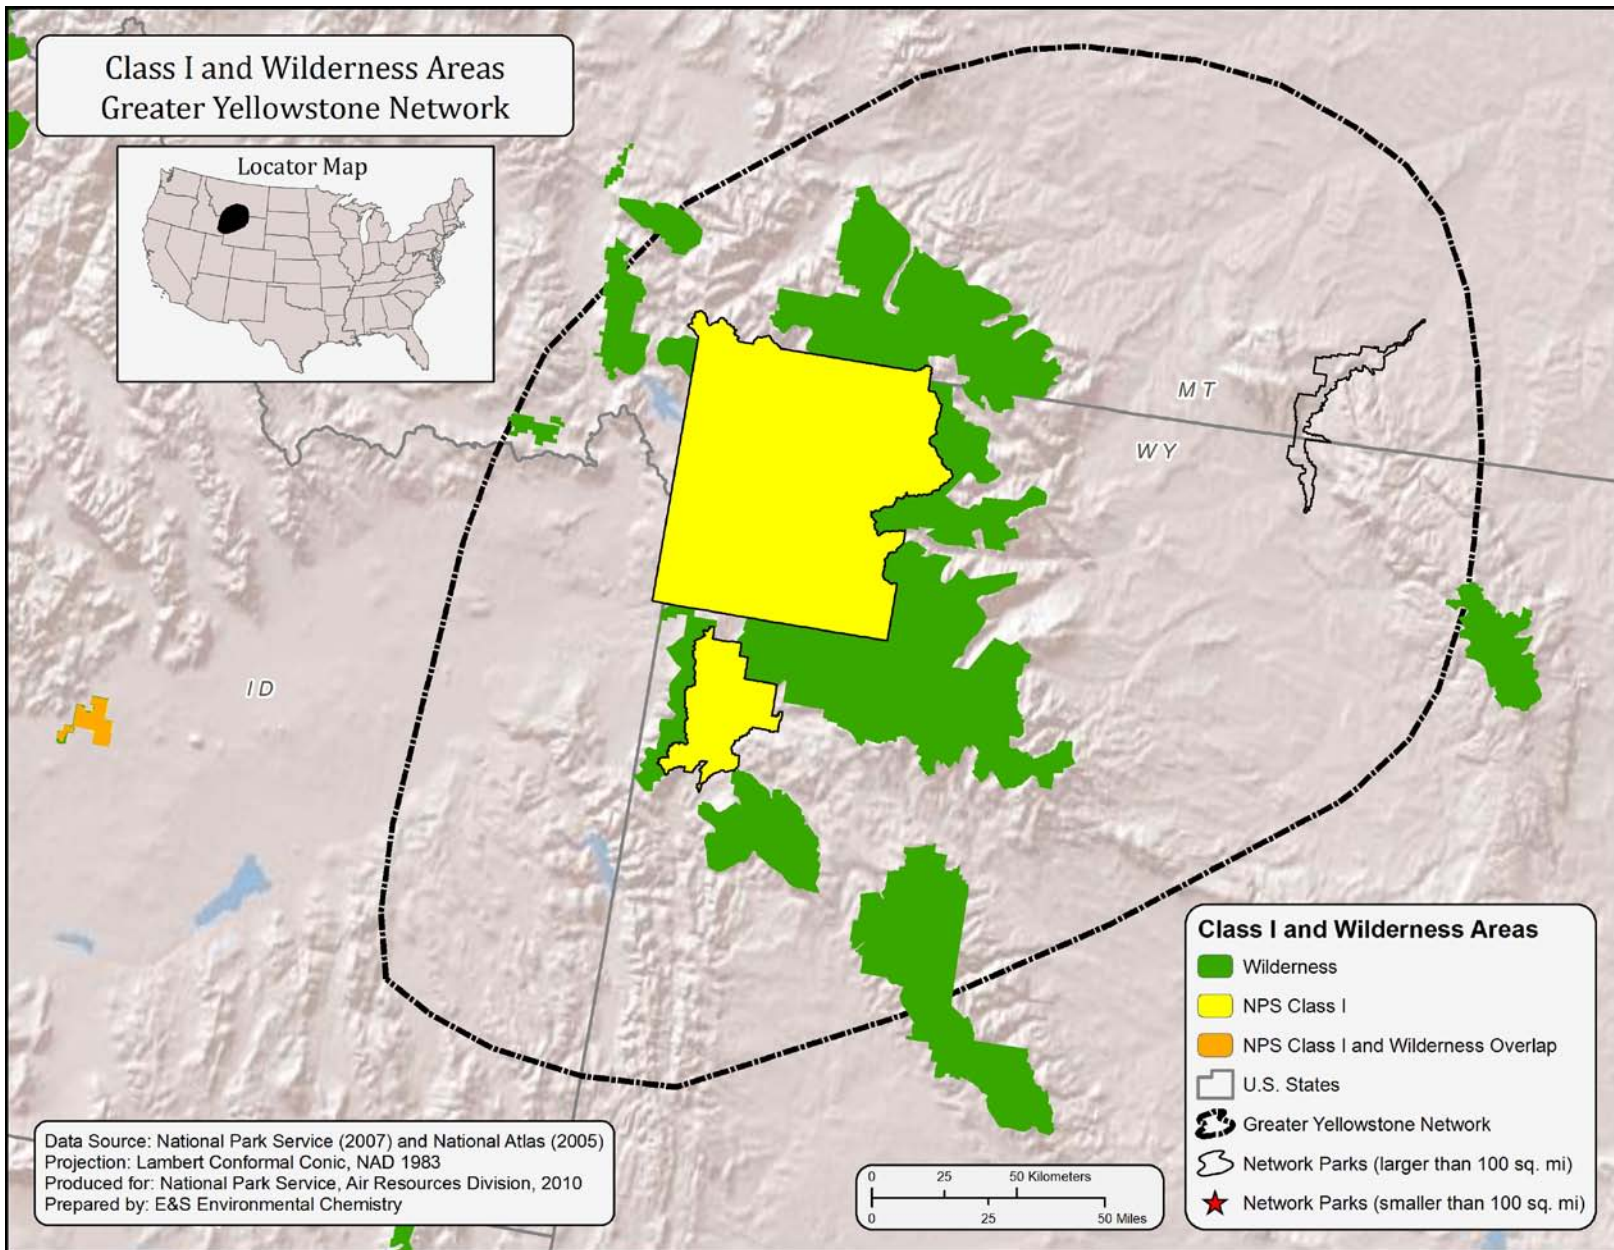 Class I and Wilderness Areas
Greater Yellowstone Network
Locator Map
MT
WY
ID
Class I and Wilderness Areas
Wilderness
NPS Class I
NPS Class I and Wilderness Overlap
U.S. States
Greater Yellowstone Network
Network Parks (larger than 100 sq. mi)
Network Parks (smaller than 100 sq. mi)
Data Source: National Park Service (2007) and National Atlas (2005)
Projection: Lambert Conformal Conic, NAD 1983
Produced for: National Park Service, Air Resources Division, 2010
Prepared by: E&S Environmental Chemistry
0 25 50 Kilometers
0 25 50 Miles